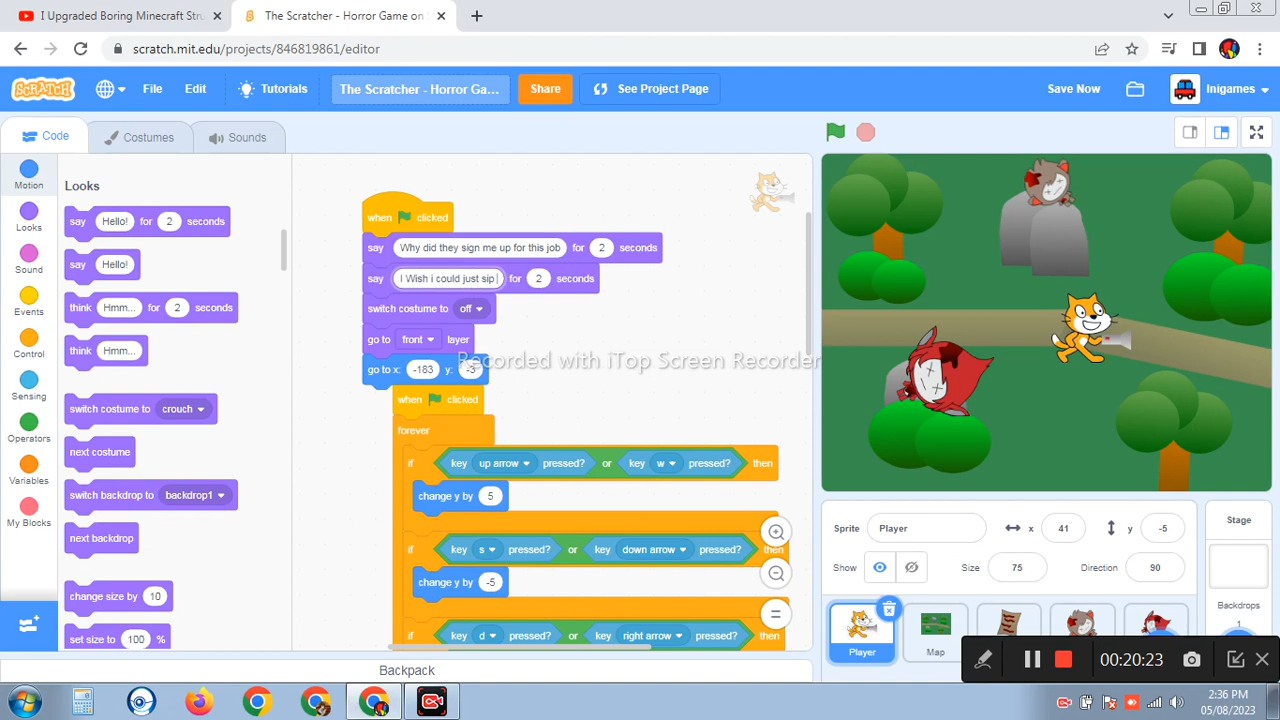 I Upgraded Boring Minecraft Stru
The Scratcher - Horror Game on S
scratch.mit.edu/projects/846819861/editor
SCRATCH File Edit Tutorials The Scratcher - Horror Ga... Share See Project Page Save Now Inigames
Code Costumes Sounds
Motion
Looks
Sound
Events
Control
Sensing
Operators
Variables
My Blocks
Looks
say Hello! for 2 seconds
say Hello!
think Hmm... for 2 seconds
think Hmm...
switch costume to crouch
next costume
switch backdrop to backdrop1
next backdrop
change size by 10
set size to 100 %
when clicked
say Why did they sign me up for this job for 2 seconds
say I Wish i could just sip for 2 seconds
switch costume to off
go to front layer
go to x: -183 y: -3
when clicked
forever
if key up arrow pressed? or key w pressed? then
change y by 5
if key s pressed? or key down arrow pressed? then
change y by -5
if key d pressed? or key right arrow pressed? then
Recorded with iTop Screen Recorder
Backpack
Sprite Player x 41 y -5
Show Size 75 Direction 90
Player
Map
Stage
Backdrops
1
00:20:23
2:36 PM
05/08/2023